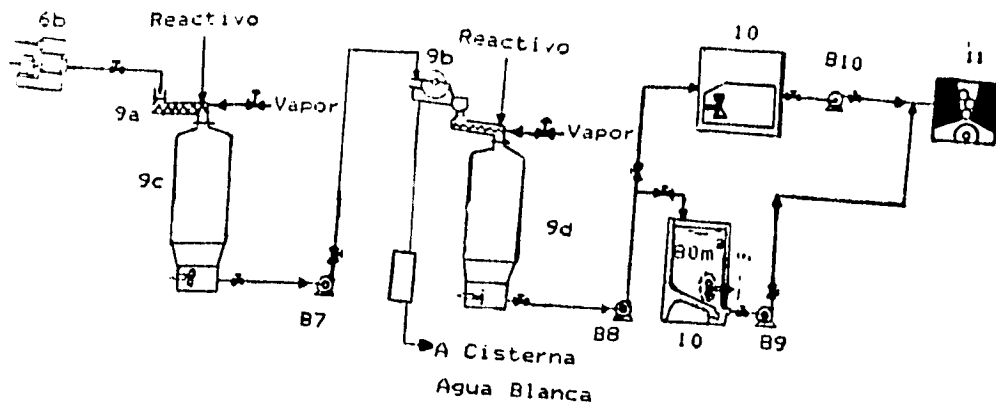 6b
Reactivo
9a
Vapor
9c
B7
9b
Reactivo
Vapor
9d
B8
A Cisterna
Agua Blanca
10
B10
11
80m³
10
B9